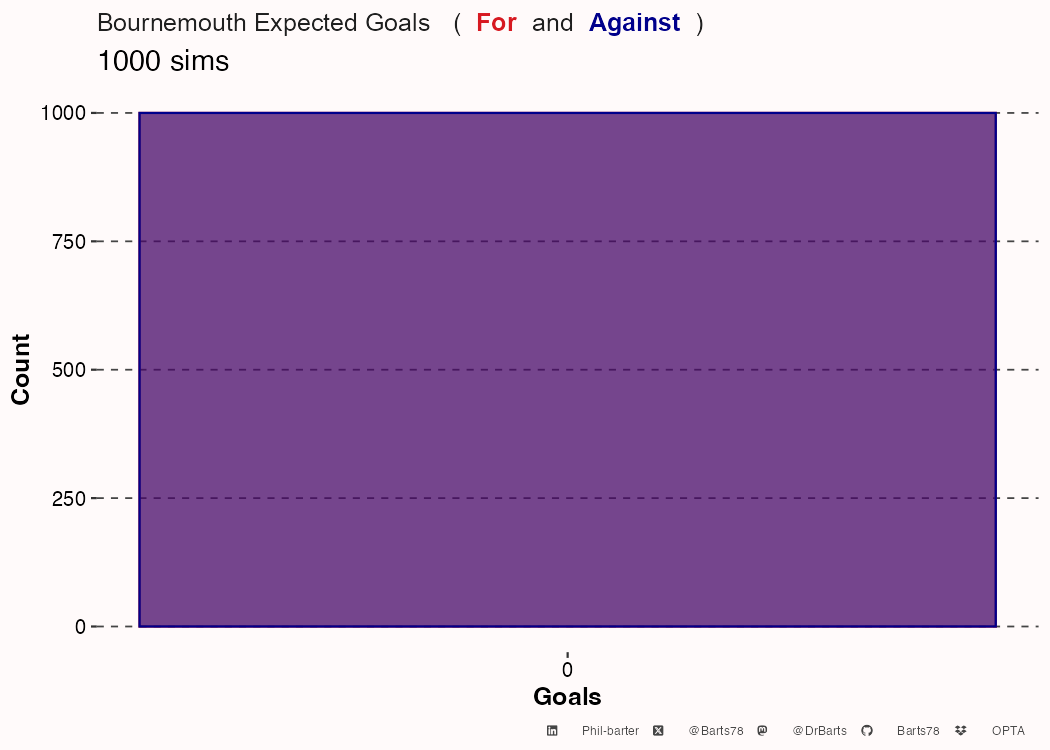 Bournemouth Expected Goals ( For and Against )
1000 sims
1000
750
500
250
0
Count
0
Goals
Phil-barter @Barts78 @DrBarts Barts78 OPTA